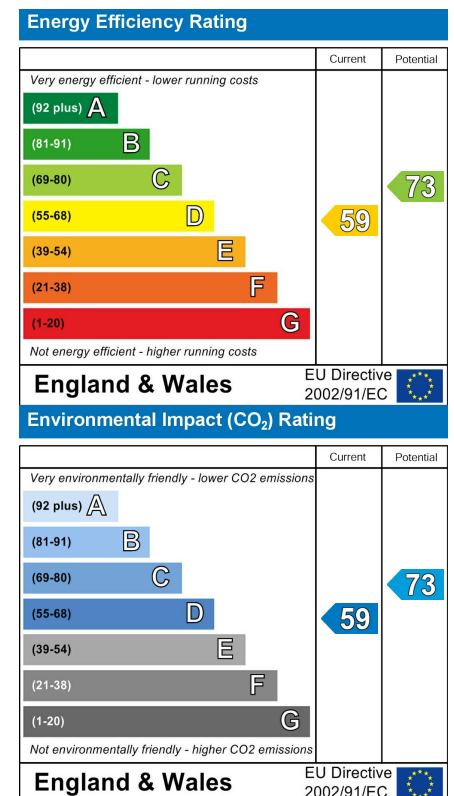 Energy Efficiency Rating
Current Potential
Very energy efficient - lower running costs
(92 plus) A
(81-91) B
(69-80) C
73
(55-68) D
59
(39-54) E
(21-38) F
(1-20) G
Not energy efficient - higher running costs
England & Wales
EU Directive
2002/91/EC
Environmental Impact (CO₂) Rating
Current Potential
Very environmentally friendly - lower CO2 emissions
(92 plus) A
(81-91) B
(69-80) C
73
(55-68) D
59
(39-54) E
(21-38) F
(1-20) G
Not environmentally friendly - higher CO2 emissions
England & Wales
EU Directive
2002/91/EC